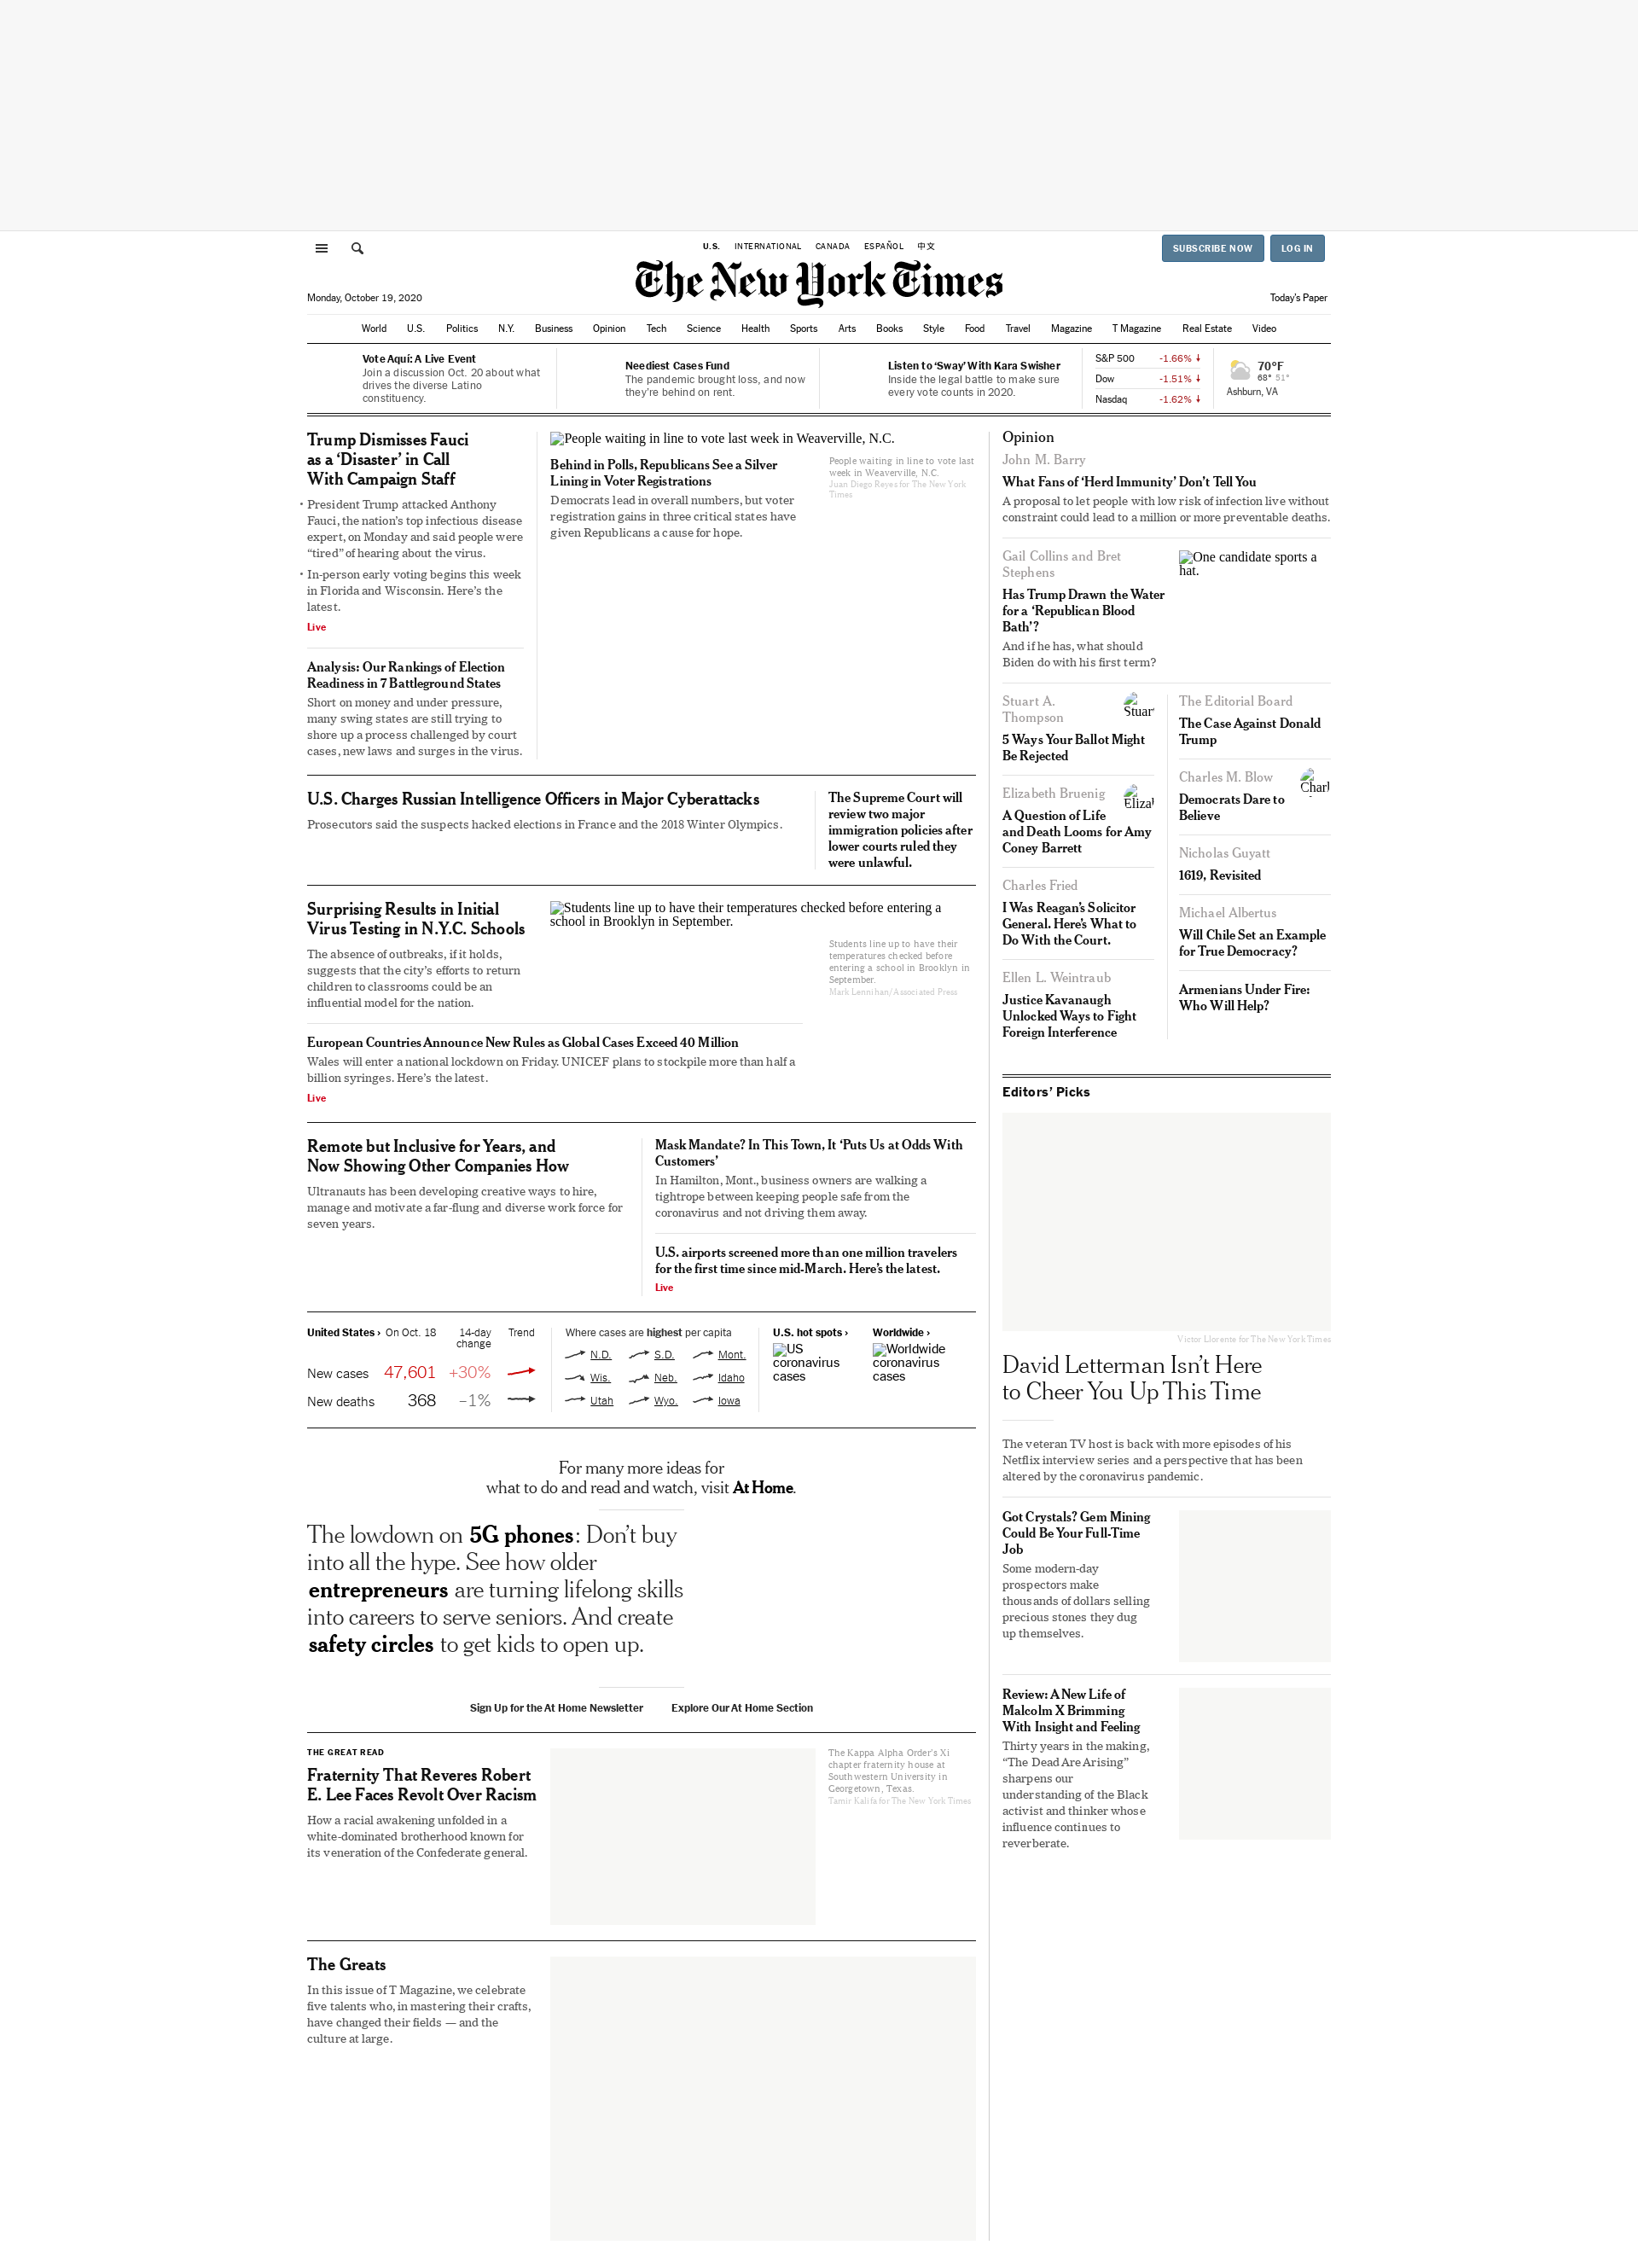 U.S. INTERNATIONAL CANADA ESPAÑOL 中文
SUBSCRIBE NOW
LOG IN
The New York Times
Monday, October 19, 2020
Today's Paper
World U.S. Politics N.Y. Business Opinion Tech Science Health Sports Arts Books Style Food Travel Magazine T Magazine Real Estate Video
Vote Aquí: A Live Event
Join a discussion Oct. 20 about what
drives the diverse Latino
constituency.
Neediest Cases Fund
The pandemic brought loss, and now
they're behind on rent.
Listen to ‘Sway’ With Kara Swisher
Inside the legal battle to make sure
every vote counts in 2020.
S&P 500 -1.66%
Dow -1.51%
Nasdaq -1.62%
70°F
68° 51°
Ashburn, VA
Trump Dismisses Fauci
as a ‘Disaster’ in Call
With Campaign Staff
• President Trump attacked Anthony
Fauci, the nation's top infectious disease
expert, on Monday and said people were
“tired” of hearing about the virus.
• In-person early voting begins this week
in Florida and Wisconsin. Here's the
latest.
Live
Analysis: Our Rankings of Election
Readiness in 7 Battleground States
Short on money and under pressure,
many swing states are still trying to
shore up a process challenged by court
cases, new laws and surges in the virus.
People waiting in line to vote last week in Weaverville, N.C.
Behind in Polls, Republicans See a Silver
Lining in Voter Registrations
Democrats lead in overall numbers, but voter
registration gains in three critical states have
given Republicans a cause for hope.
People waiting in line to vote last
week in Weaverville, N.C.
Juan Diego Reyes for The New York
Times
U.S. Charges Russian Intelligence Officers in Major Cyberattacks
Prosecutors said the suspects hacked elections in France and the 2018 Winter Olympics.
The Supreme Court will
review two major
immigration policies after
lower courts ruled they
were unlawful.
Surprising Results in Initial
Virus Testing in N.Y.C. Schools
The absence of outbreaks, if it holds,
suggests that the city's efforts to return
children to classrooms could be an
influential model for the nation.
Students line up to have their temperatures checked before entering a
school in Brooklyn in September.
Students line up to have their
temperatures checked before
entering a school in Brooklyn in
September.
Mark Lennihan/Associated Press
European Countries Announce New Rules as Global Cases Exceed 40 Million
Wales will enter a national lockdown on Friday. UNICEF plans to stockpile more than half a
billion syringes. Here's the latest.
Live
Remote but Inclusive for Years, and
Now Showing Other Companies How
Ultranauts has been developing creative ways to hire,
manage and motivate a far-flung and diverse work force for
seven years.
Mask Mandate? In This Town, It ‘Puts Us at Odds With
Customers’
In Hamilton, Mont., business owners are walking a
tightrope between keeping people safe from the
coronavirus and not driving them away.
U.S. airports screened more than one million travelers
for the first time since mid-March. Here's the latest.
Live
United States › On Oct. 18 14-day Trend
change
New cases 47,601 +30%
New deaths 368 –1%
Where cases are highest per capita
N.D. S.D. Mont.
Wis. Neb. Idaho
Utah Wyo. Iowa
U.S. hot spots ›
US
coronavirus
cases
Worldwide ›
Worldwide
coronavirus
cases
For many more ideas for
what to do and read and watch, visit At Home.
The lowdown on 5G phones: Don't buy
into all the hype. See how older
entrepreneurs are turning lifelong skills
into careers to serve seniors. And create
safety circles to get kids to open up.
Sign Up for the At Home Newsletter Explore Our At Home Section
THE GREAT READ
Fraternity That Reveres Robert
E. Lee Faces Revolt Over Racism
How a racial awakening unfolded in a
white-dominated brotherhood known for
its veneration of the Confederate general.
The Kappa Alpha Order's Xi
chapter fraternity house at
Southwestern University in
Georgetown, Texas.
Tamir Kalifa for The New York Times
The Greats
In this issue of T Magazine, we celebrate
five talents who, in mastering their crafts,
have changed their fields — and the
culture at large.
Opinion
John M. Barry
What Fans of ‘Herd Immunity’ Don't Tell You
A proposal to let people with low risk of infection live without
constraint could lead to a million or more preventable deaths.
Gail Collins and Bret
Stephens
Has Trump Drawn the Water
for a ‘Republican Blood
Bath’?
And if he has, what should
Biden do with his first term?
One candidate sports a
hat.
Stuart A.
Thompson
Stuart
5 Ways Your Ballot Might
Be Rejected
Elizabeth Bruenig
A Question of Life
and Death Looms for Amy
Coney Barrett
Charles Fried
I Was Reagan's Solicitor
General. Here's What to
Do With the Court.
Ellen L. Weintraub
Justice Kavanaugh
Unlocked Ways to Fight
Foreign Interference
The Editorial Board
The Case Against Donald
Trump
Charles M. Blow
Democrats Dare to
Believe
Nicholas Guyatt
1619, Revisited
Michael Albertus
Will Chile Set an Example
for True Democracy?
Armenians Under Fire:
Who Will Help?
Editors' Picks
Victor Llorente for The New York Times
David Letterman Isn't Here
to Cheer You Up This Time
The veteran TV host is back with more episodes of his
Netflix interview series and a perspective that has been
altered by the coronavirus pandemic.
Got Crystals? Gem Mining
Could Be Your Full-Time
Job
Some modern-day
prospectors make
thousands of dollars selling
precious stones they dug
up themselves.
Review: A New Life of
Malcolm X Brimming
With Insight and Feeling
Thirty years in the making,
“The Dead Are Arising”
sharpens our
understanding of the Black
activist and thinker whose
influence continues to
reverberate.